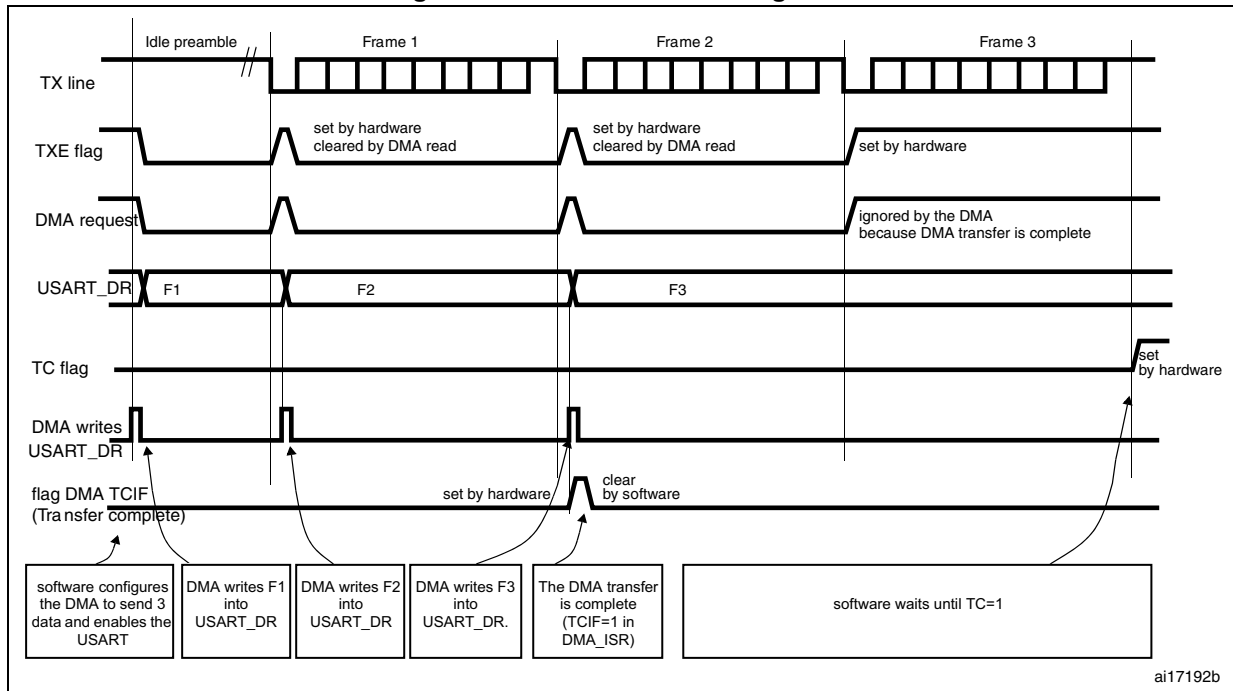 Idle preamble
Frame 1
Frame 2
Frame 3
TX line
TXE flag
set by hardware
cleared by DMA read
set by hardware
cleared by DMA read
set by hardware
DMA request
ignored by the DMA
because DMA transfer is complete
USART_DR
F1
F2
F3
TC flag
set
by hardware
DMA writes
USART_DR
flag DMA TCIF
(Transfer complete)
set by hardware
clear
by software
software configures
the DMA to send 3
data and enables the
USART
DMA writes F1
into
USART_DR
DMA writes F2
into
USART_DR
DMA writes F3
into
USART_DR.
The DMA transfer
is complete
(TCIF=1 in
DMA_ISR)
software waits until TC=1
ai17192b